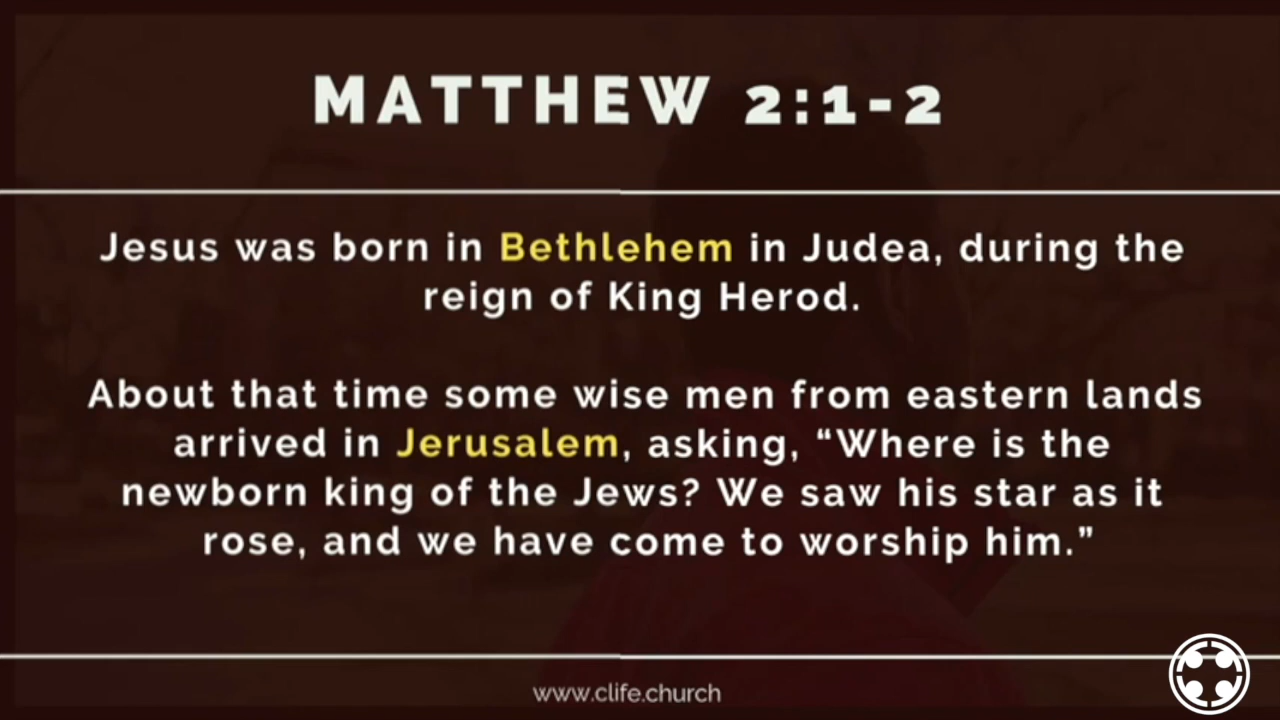 MATTHEW 2:1-2
Jesus was born in Bethlehem in Judea, during the
reign of King Herod.
About that time some wise men from eastern lands
arrived in Jerusalem, asking, “Where is the
newborn king of the Jews? We saw his star as it
rose, and we have come to worship him.”
www.clife.church